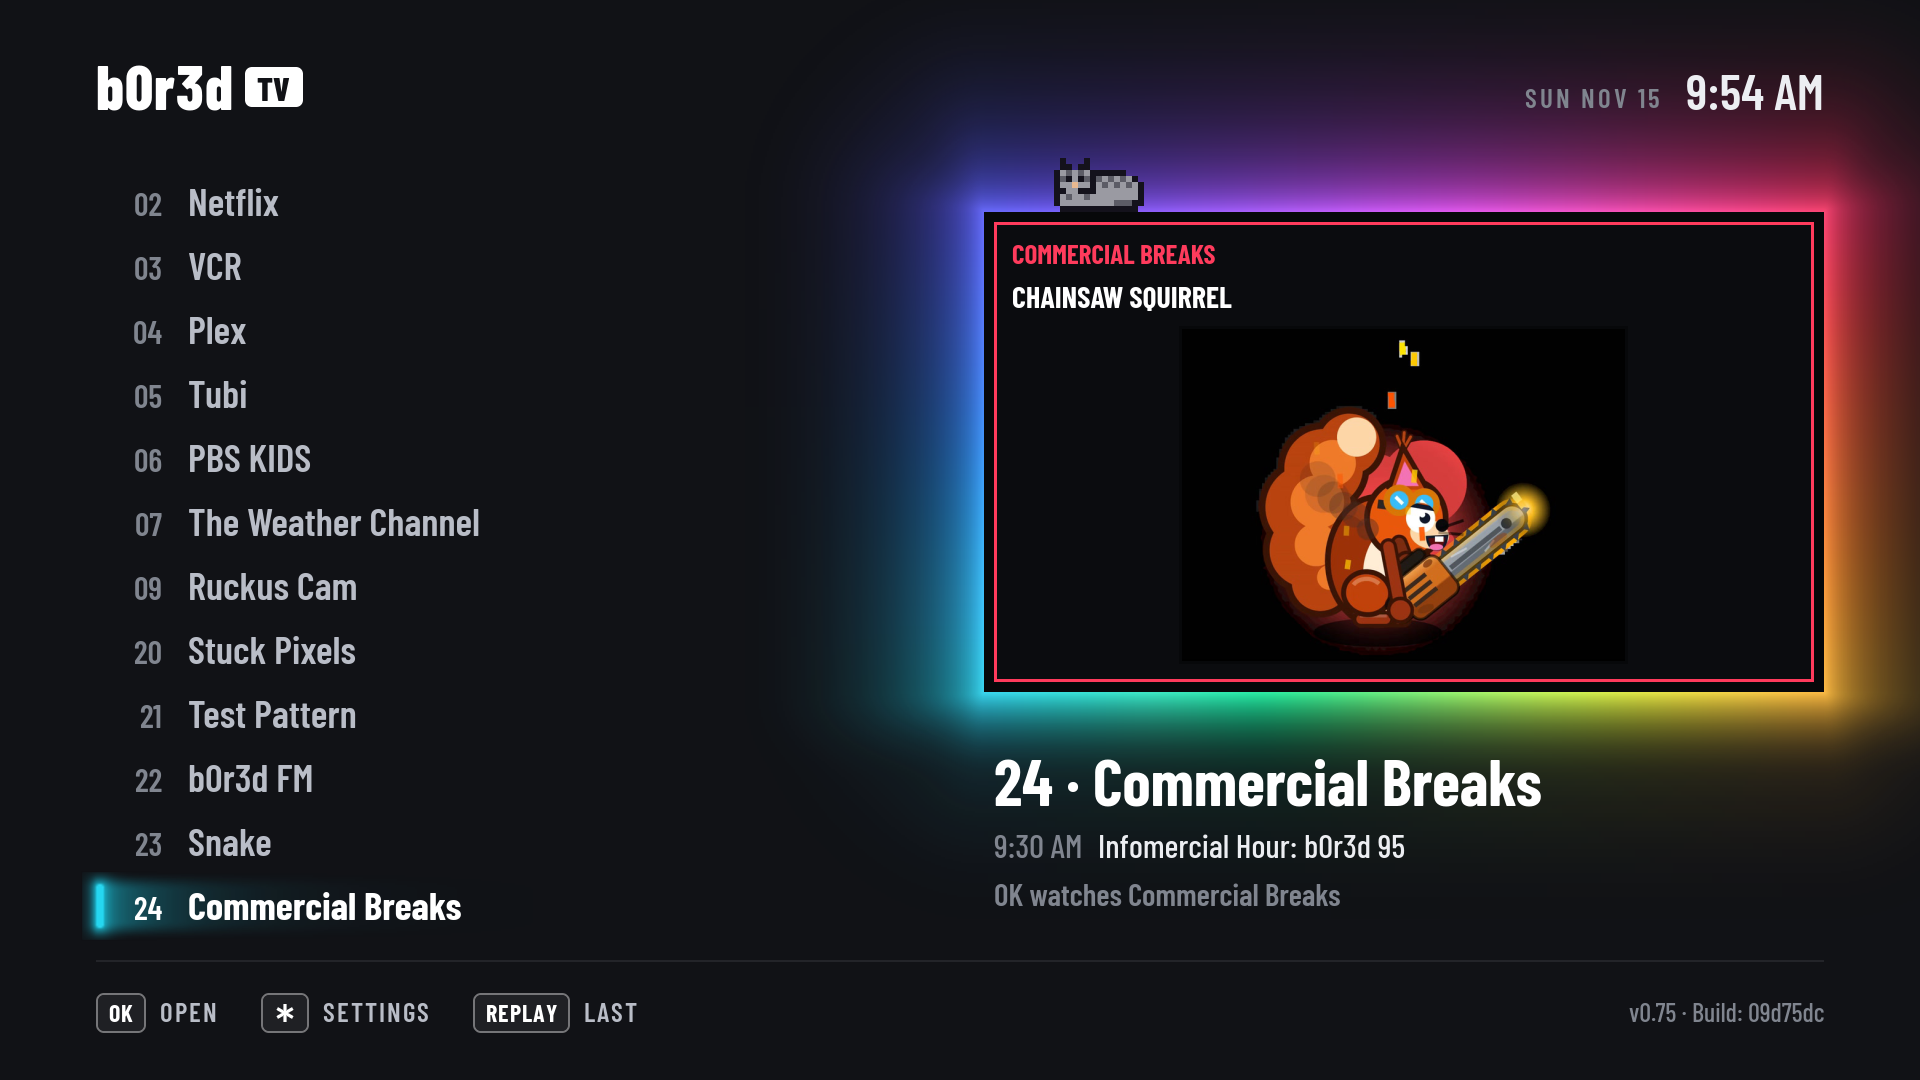 b0r3d TV
SUN NOV 15 9:54 AM
02 Netflix
03 VCR
04 Plex
05 Tubi
06 PBS KIDS
07 The Weather Channel
09 Ruckus Cam
20 Stuck Pixels
21 Test Pattern
22 b0r3d FM
23 Snake
24 Commercial Breaks
COMMERCIAL BREAKS
CHAINSAW SQUIRREL
24 · Commercial Breaks
9:30 AM Infomercial Hour: b0r3d 95
OK watches Commercial Breaks
OK OPEN * SETTINGS REPLAY LAST
v0.75 · Build: 09d75dc